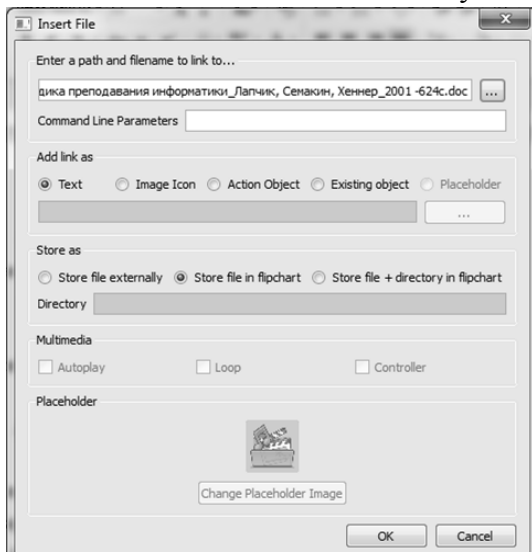 Insert File
Enter a path and filename to link to...
дика преподавания информатики_Лапчик, Семакин, Хеннер_2001 -624с.doc ...
Command Line Parameters
Add link as
Text Image Icon Action Object Existing object Placeholder
...
Store as
Store file externally Store file in flipchart Store file + directory in flipchart
Directory
Multimedia
Autoplay Loop Controller
Placeholder
Change Placeholder Image
OK Cancel